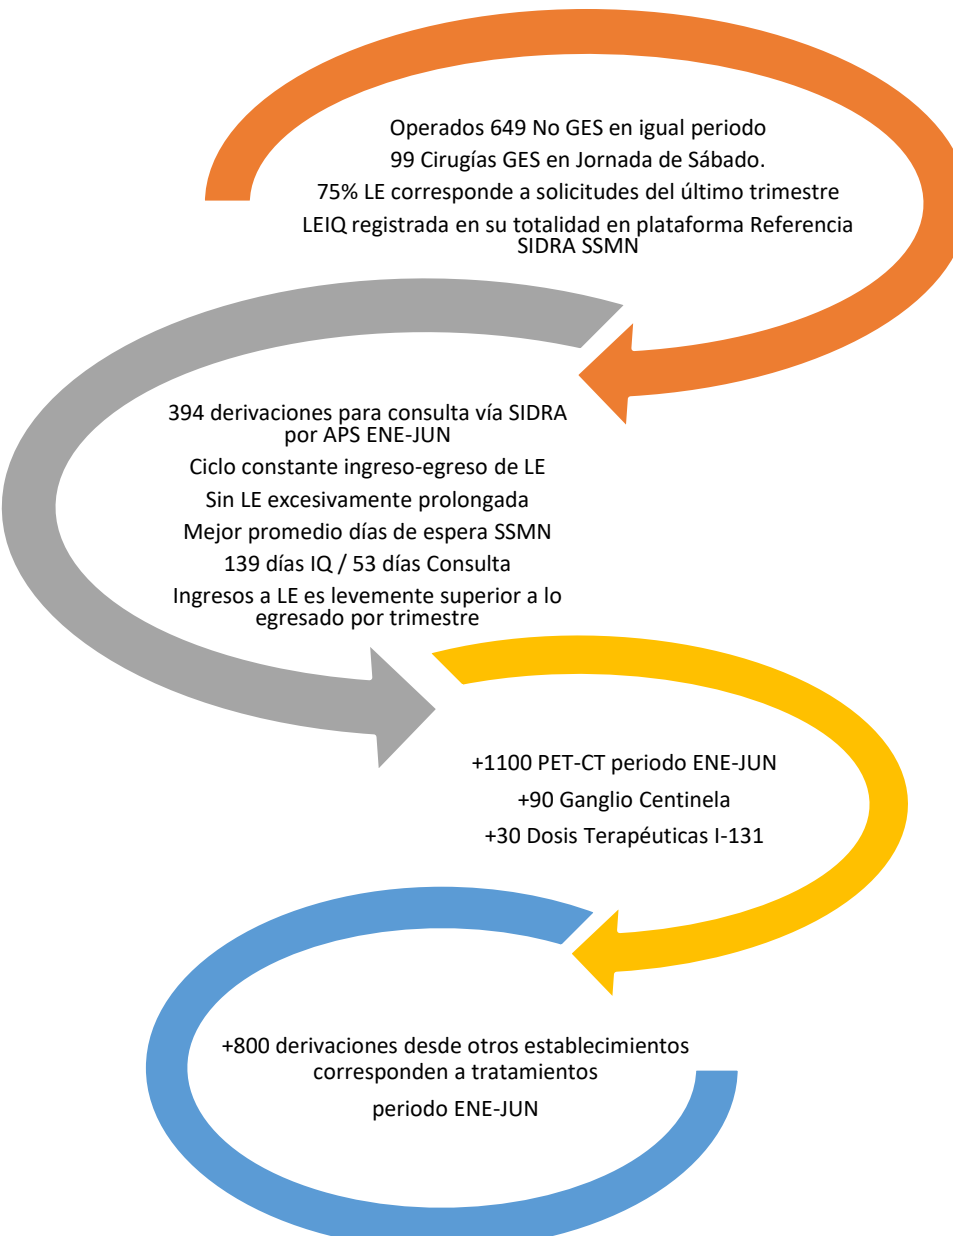 Operados 649 No GES en igual periodo
99 Cirugías GES en Jornada de Sábado.
75% LE corresponde a solicitudes del último trimestre
LEIQ registrada en su totalidad en plataforma Referencia
SIDRA SSMN
394 derivaciones para consulta vía SIDRA
por APS ENE-JUN
Ciclo constante ingreso-egreso de LE
Sin LE excesivamente prolongada
Mejor promedio días de espera SSMN
139 días IQ / 53 días Consulta
Ingresos a LE es levemente superior a lo
egresado por trimestre
+1100 PET-CT periodo ENE-JUN
+90 Ganglio Centinela
+30 Dosis Terapéuticas I-131
+800 derivaciones desde otros establecimientos
corresponden a tratamientos
periodo ENE-JUN